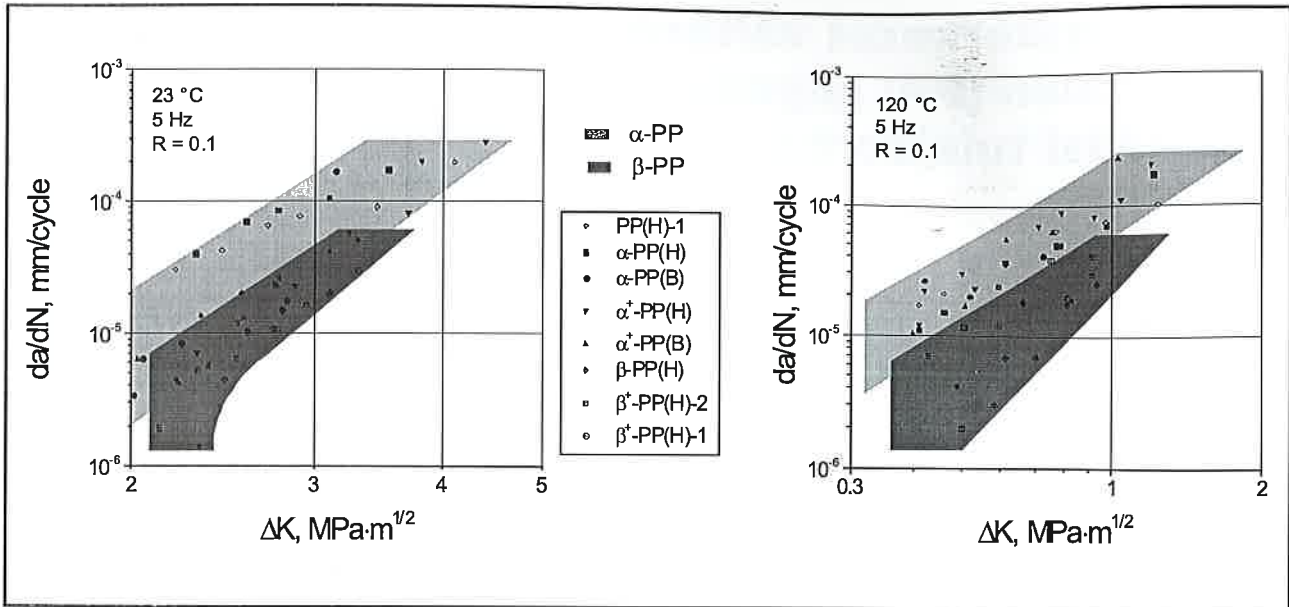 23 °C
5 Hz
R = 0.1
10⁻³
10⁻⁴
10⁻⁵
10⁻⁶
da/dN, mm/cycle
2
3
4
5
ΔK, MPa·m¹/²
α-PP
β-PP
PP(H)-1
α-PP(H)
α-PP(B)
α⁺-PP(H)
α⁺-PP(B)
β-PP(H)
β⁺-PP(H)-2
β⁺-PP(H)-1
120 °C
5 Hz
R = 0.1
10⁻³
10⁻⁴
10⁻⁵
10⁻⁶
da/dN, mm/cycle
0.3
1
2
ΔK, MPa·m¹/²